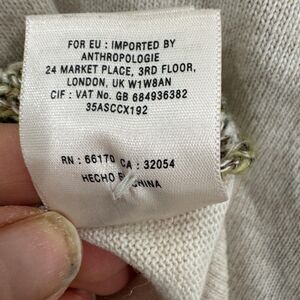 FOR EU : IMPORTED BY
ANTHROPOLOGIE
24 MARKET PLACE, 3RD FLOOR,
LONDON, UK W1W8AN
CIF : VAT No. GB 684936382
35ASCCX192
RN : 66170 CA : 32054
HECHO EN CHINA